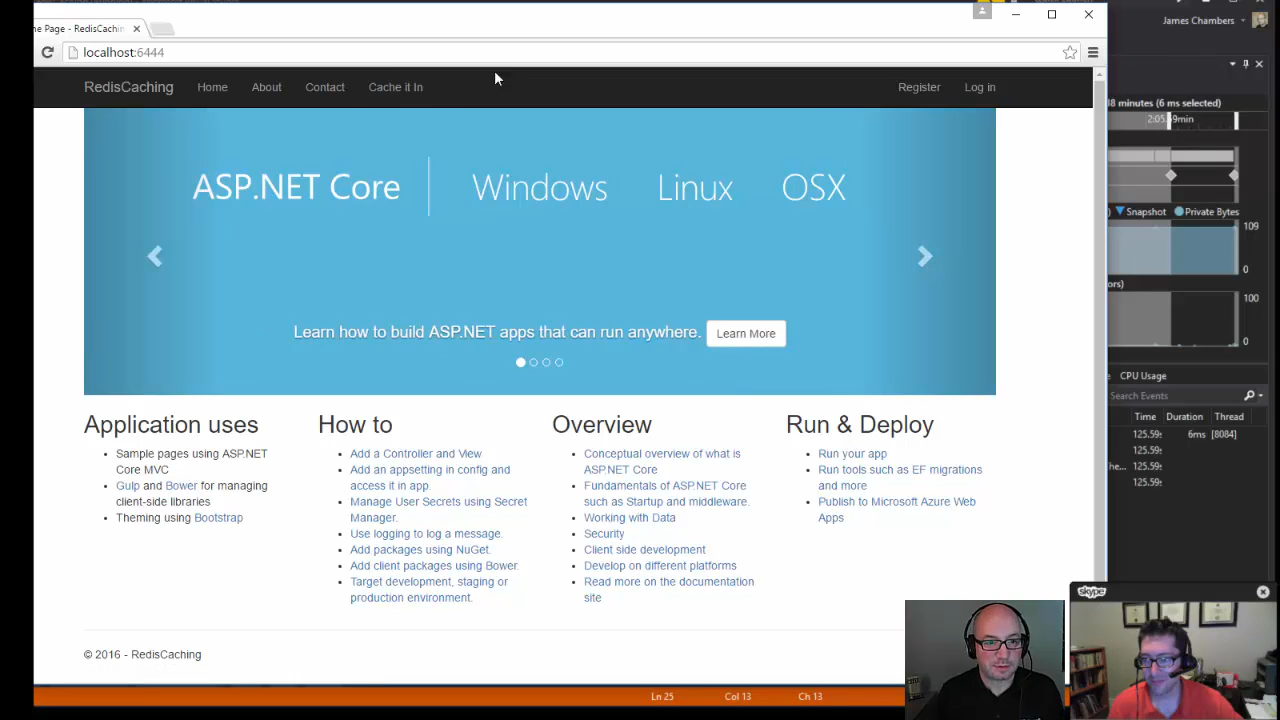 James Chambers
ne Page - RedisCachin
localhost:6444
RedisCaching
Home
About
Contact
Cache it In
Register
Log in
ASP.NET Core
Windows
Linux
OSX
Learn how to build ASP.NET apps that can run anywhere.
Learn More
Application uses
Sample pages using ASP.NET
Core MVC
Gulp and Bower for managing
client-side libraries
Theming using Bootstrap
How to
Add a Controller and View
Add an appsetting in config and
access it in app.
Manage User Secrets using Secret
Manager.
Use logging to log a message.
Add packages using NuGet.
Add client packages using Bower.
Target development, staging or
production environment.
Overview
Conceptual overview of what is
ASP.NET Core
Fundamentals of ASP.NET Core
such as Startup and middleware.
Working with Data
Security
Client side development
Develop on different platforms
Read more on the documentation
site
Run & Deploy
Run your app
Run tools such as EF migrations
and more
Publish to Microsoft Azure Web
Apps
© 2016 - RedisCaching
minutes (6 ms selected)
Snapshot
Private Bytes
109
0
ors)
100
0
CPU Usage
Search Events
Time
Duration
Thread
125.59s
6ms
[8084]
125.59s
he...
125.59s
125.59s
skype
Ln 25
Col 13
Ch 13